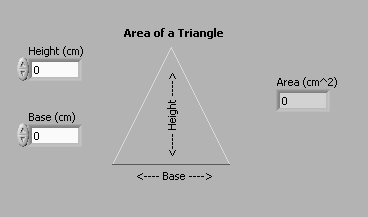 Area of a Triangle
Height (cm)
0
Base (cm)
0
<---- Height ---->
<---- Base ---->
Area (cm^2)
0